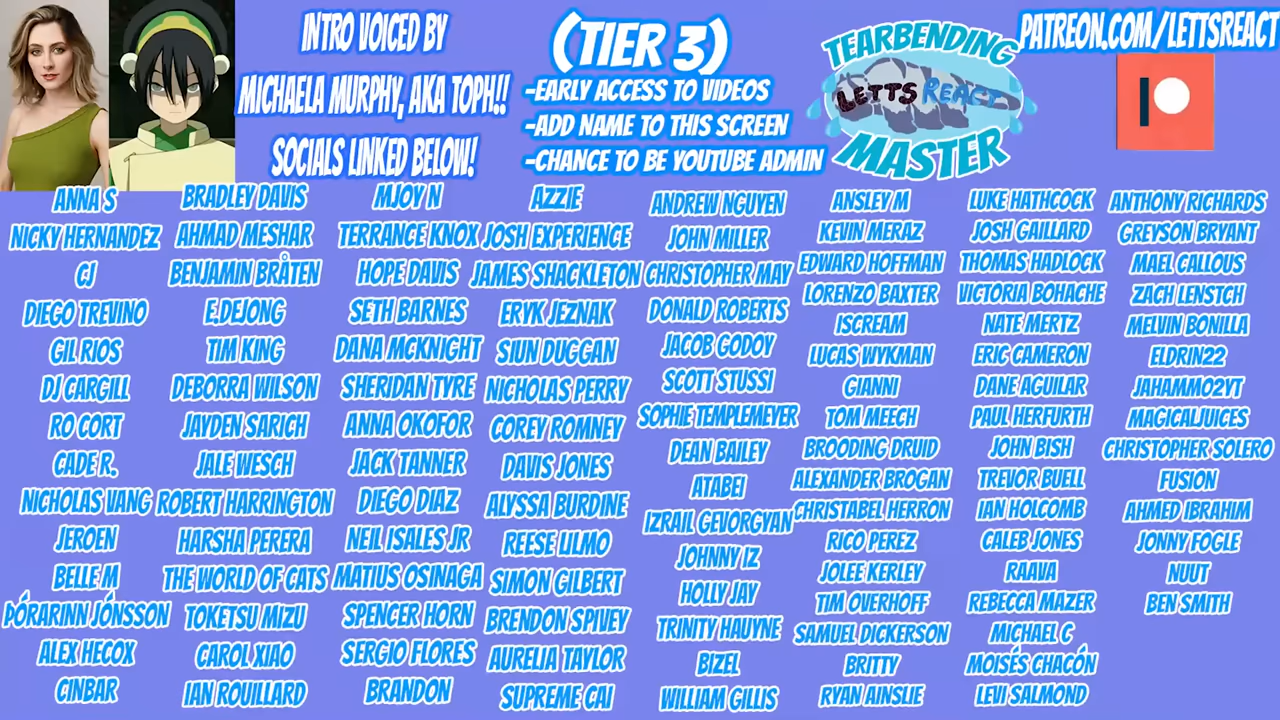 INTRO VOICED BY
MICHAELA MURPHY, AKA TOPH!!
SOCIALS LINKED BELOW!
(TIER 3)
-EARLY ACCESS TO VIDEOS
-ADD NAME TO THIS SCREEN
-CHANCE TO BE YOUTUBE ADMIN
TEARBENDING
LETTS REACT
MASTER
PATREON.COM/LETTSREACT
ANNA S
NICKY HERNANDEZ
CJ
DIEGO TREVINO
GIL RIOS
DJ CARGILL
RO CORT
CADE R.
NICHOLAS VANG
JEROEN
BELLE M
ÞÓRARINN JÓNSSON
ALEX HECOX
CINBAR
BRADLEY DAVIS
AHMAD MESHAR
BENJAMIN BRÅTEN
E.DEJONG
TIM KING
DEBORRA WILSON
JAYDEN SARICH
JALE WESCH
ROBERT HARRINGTON
HARSHA PERERA
THE WORLD OF CATS
TOKETSU MIZU
CAROL XIAO
IAN ROUILLARD
MJOY N
TERRANCE KNOX
HOPE DAVIS
SETH BARNES
DANA MCKNIGHT
SHERIDAN TYRE
ANNA OKOFOR
JACK TANNER
DIEGO DIAZ
NEIL ISALES JR
MATIUS OSINAGA
SPENCER HORN
SERGIO FLORES
BRANDON
AZZIE
JOSH EXPERIENCE
JAMES SHACKLETON
ERYK JEZNAK
SIUN DUGGAN
NICHOLAS PERRY
COREY ROMNEY
DAVIS JONES
ALYSSA BURDINE
REESE LILMO
SIMON GILBERT
BRENDON SPIVEY
AURELIA TAYLOR
SUPREME CAI
ANDREW NGUYEN
JOHN MILLER
CHRISTOPHER MAY
DONALD ROBERTS
JACOB GODOY
SCOTT STUSSI
SOPHIE TEMPLEMEYER
DEAN BAILEY
ATABEI
IZRAIL GEVORGYAN
JOHNNY IZ
HOLLY JAY
TRINITY HAUYNE
BIZEL
WILLIAM GILLIS
ANSLEY M
KEVIN MERAZ
EDWARD HOFFMAN
LORENZO BAXTER
ISCREAM
LUCAS WYKMAN
GIANNI
TOM MEECH
BROODING DRUID
ALEXANDER BROGAN
CHRISTABEL HERRON
RICO PEREZ
JOLEE KERLEY
TIM OVERHOFF
SAMUEL DICKERSON
BRITTY
RYAN AINSLIE
LUKE HATHCOCK
JOSH GAILLARD
THOMAS HADLOCK
VICTORIA BOHACHE
NATE MERTZ
ERIC CAMERON
DANE AGUILAR
PAUL HERFURTH
JOHN BISH
TREVOR BUELL
IAN HOLCOMB
CALEB JONES
RAAVA
REBECCA MAZER
MICHAEL C
MOISÉS CHACÓN
LEVI SALMOND
ANTHONY RICHARDS
GREYSON BRYANT
MAEL CALLOUS
ZACH LENSTCH
MELVIN BONILLA
ELDRIN22
JAHAMMO2YT
MAGICALJUICES
CHRISTOPHER SOLERO
FUSION
AHMED IBRAHIM
JONNY FOGLE
NUUT
BEN SMITH